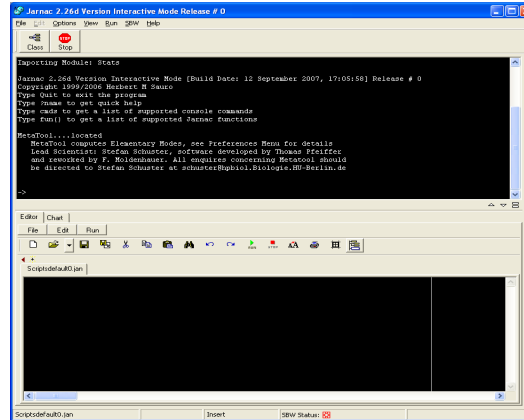 Jarnac 2.26d Version Interactive Mode Release # 0
File Edit Options View Run SBW Help
Class Stop
Importing Module: Stats
Jarnac 2.26d Version Interactive Mode [Build Date: 12 September 2007, 17:05:58] Release # 0
Copyright 1999/2006 Herbert M Sauro
Type Quit to exit the program
Type ?name to get quick help
Type cmds to get a list of supported console commands
Type fun() to get a list of supported Jarnac functions
MetaTool....located
MetaTool computes Elementary Modes, see Preferences Menu for details
Lead Scientist: Stefan Schuster, software developed by Thomas Pfeiffer
and reworked by F. Moldenhauer. All enquires concerning Metatool should
be directed to Stefan Schuster at schuster@hpbiol.Biologie.HU-Berlin.de
->
Editor Chart
File Edit Run
Scriptsdefault0.jan
Scriptsdefault0.jan Insert SBW Status: